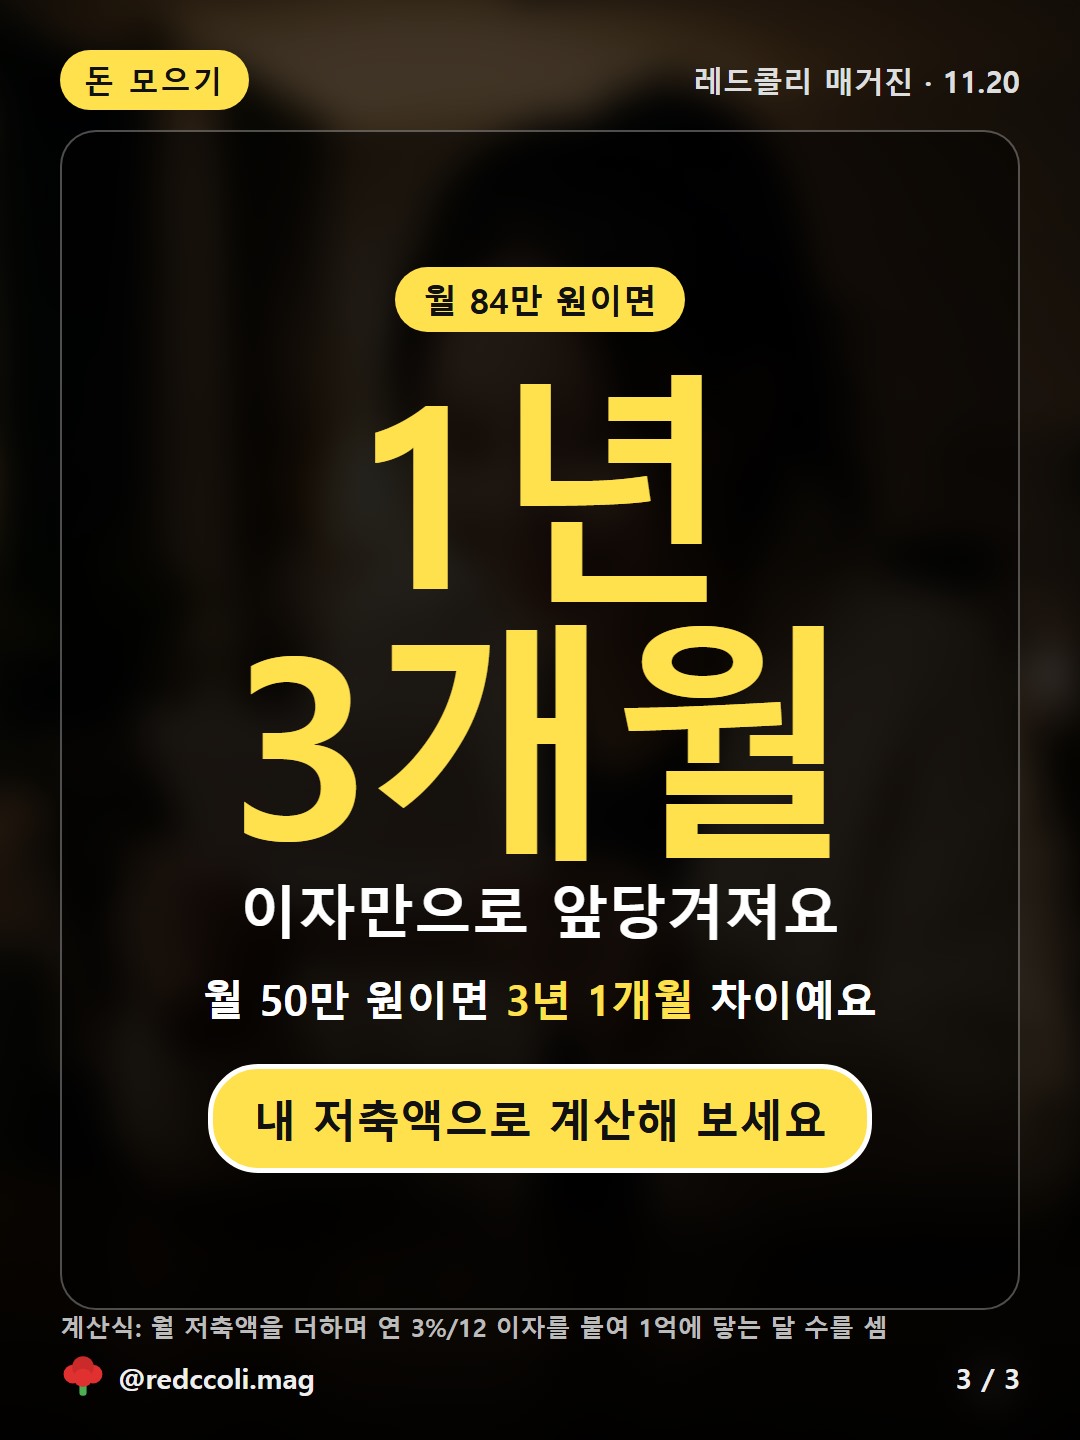 돈 모으기
레드콜리 매거진 · 11.20
월 84만 원이면
1년
3개월
이자만으로 앞당겨져요
월 50만 원이면 3년 1개월 차이예요
내 저축액으로 계산해 보세요
계산식: 월 저축액을 더하며 연 3%/12 이자를 붙여 1억에 닿는 달 수를 셈
@redccoli.mag
3 / 3